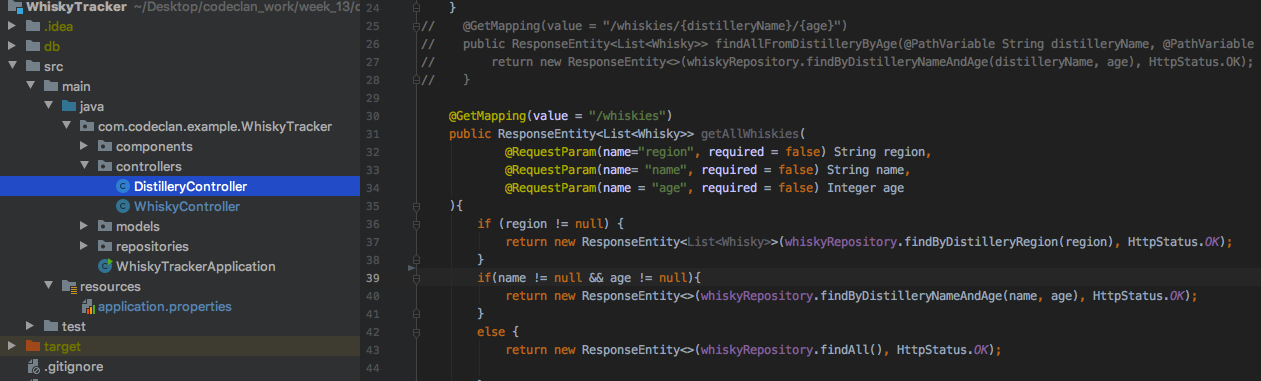 WhiskyTracker ~/Desktop/codeclan_work/week_13/
.idea
db
src
main
java
com.codeclan.example.WhiskyTracker
components
controllers
DistilleryController
WhiskyController
models
repositories
WhiskyTrackerApplication
resources
application.properties
test
target
.gitignore
24 }
25 // @GetMapping(value = "/whiskies/{distilleryName}/{age}")
26 // public ResponseEntity<List<Whisky>> findAllFromDistilleryByAge(@PathVariable String distilleryName, @PathVariable
27 // return new ResponseEntity<>(whiskyRepository.findByDistilleryNameAndAge(distilleryName, age), HttpStatus.OK);
28 // }
29
30 @GetMapping(value = "/whiskies")
31 public ResponseEntity<List<Whisky>> getAllWhiskies(
32 @RequestParam(name="region", required = false) String region,
33 @RequestParam(name= "name", required = false) String name,
34 @RequestParam(name = "age", required = false) Integer age
35 ){
36 if (region != null) {
37 return new ResponseEntity<List<Whisky>>(whiskyRepository.findByDistilleryRegion(region), HttpStatus.OK);
38 }
39 if(name != null && age != null){
40 return new ResponseEntity<>(whiskyRepository.findByDistilleryNameAndAge(name, age), HttpStatus.OK);
41 }
42 else {
43 return new ResponseEntity<>(whiskyRepository.findAll(), HttpStatus.OK);
44